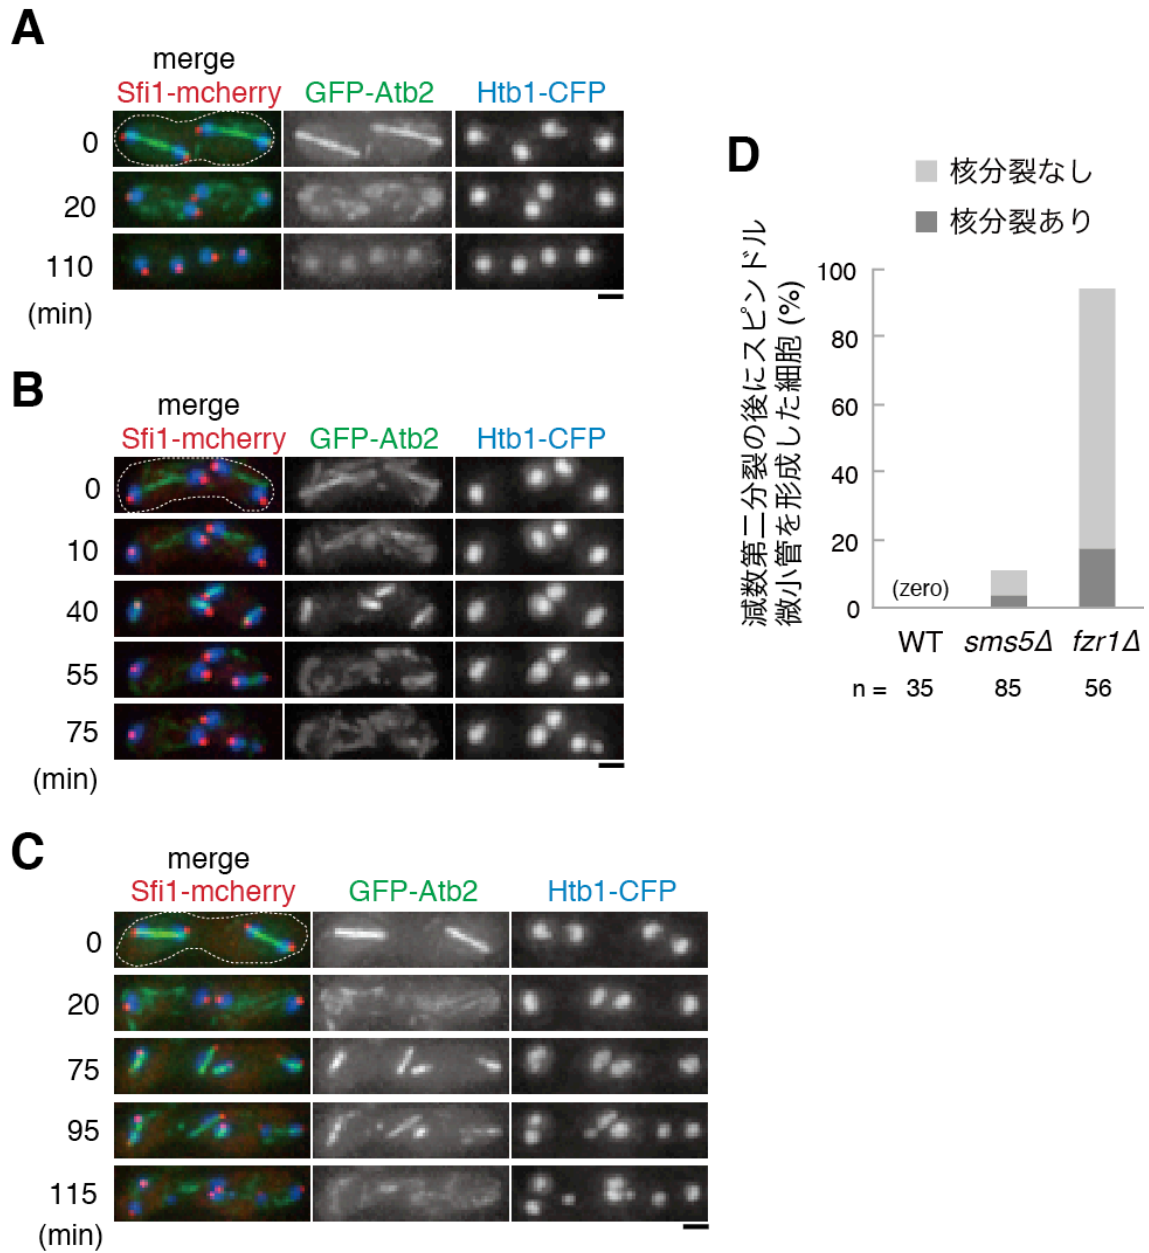 A
merge
Sfi1-mcherry GFP-Atb2 Htb1-CFP
0
20
110
(min)
B
merge
Sfi1-mcherry GFP-Atb2 Htb1-CFP
0
10
40
55
75
(min)
C
merge
Sfi1-mcherry GFP-Atb2 Htb1-CFP
0
20
75
95
115
(min)
D
核分裂なし
核分裂あり
減数第二分裂の後にスピンドル
微小管を形成した細胞 (%)
100
80
60
40
20
0
(zero)
WT sms5Δ fzr1Δ
n = 35 85 56